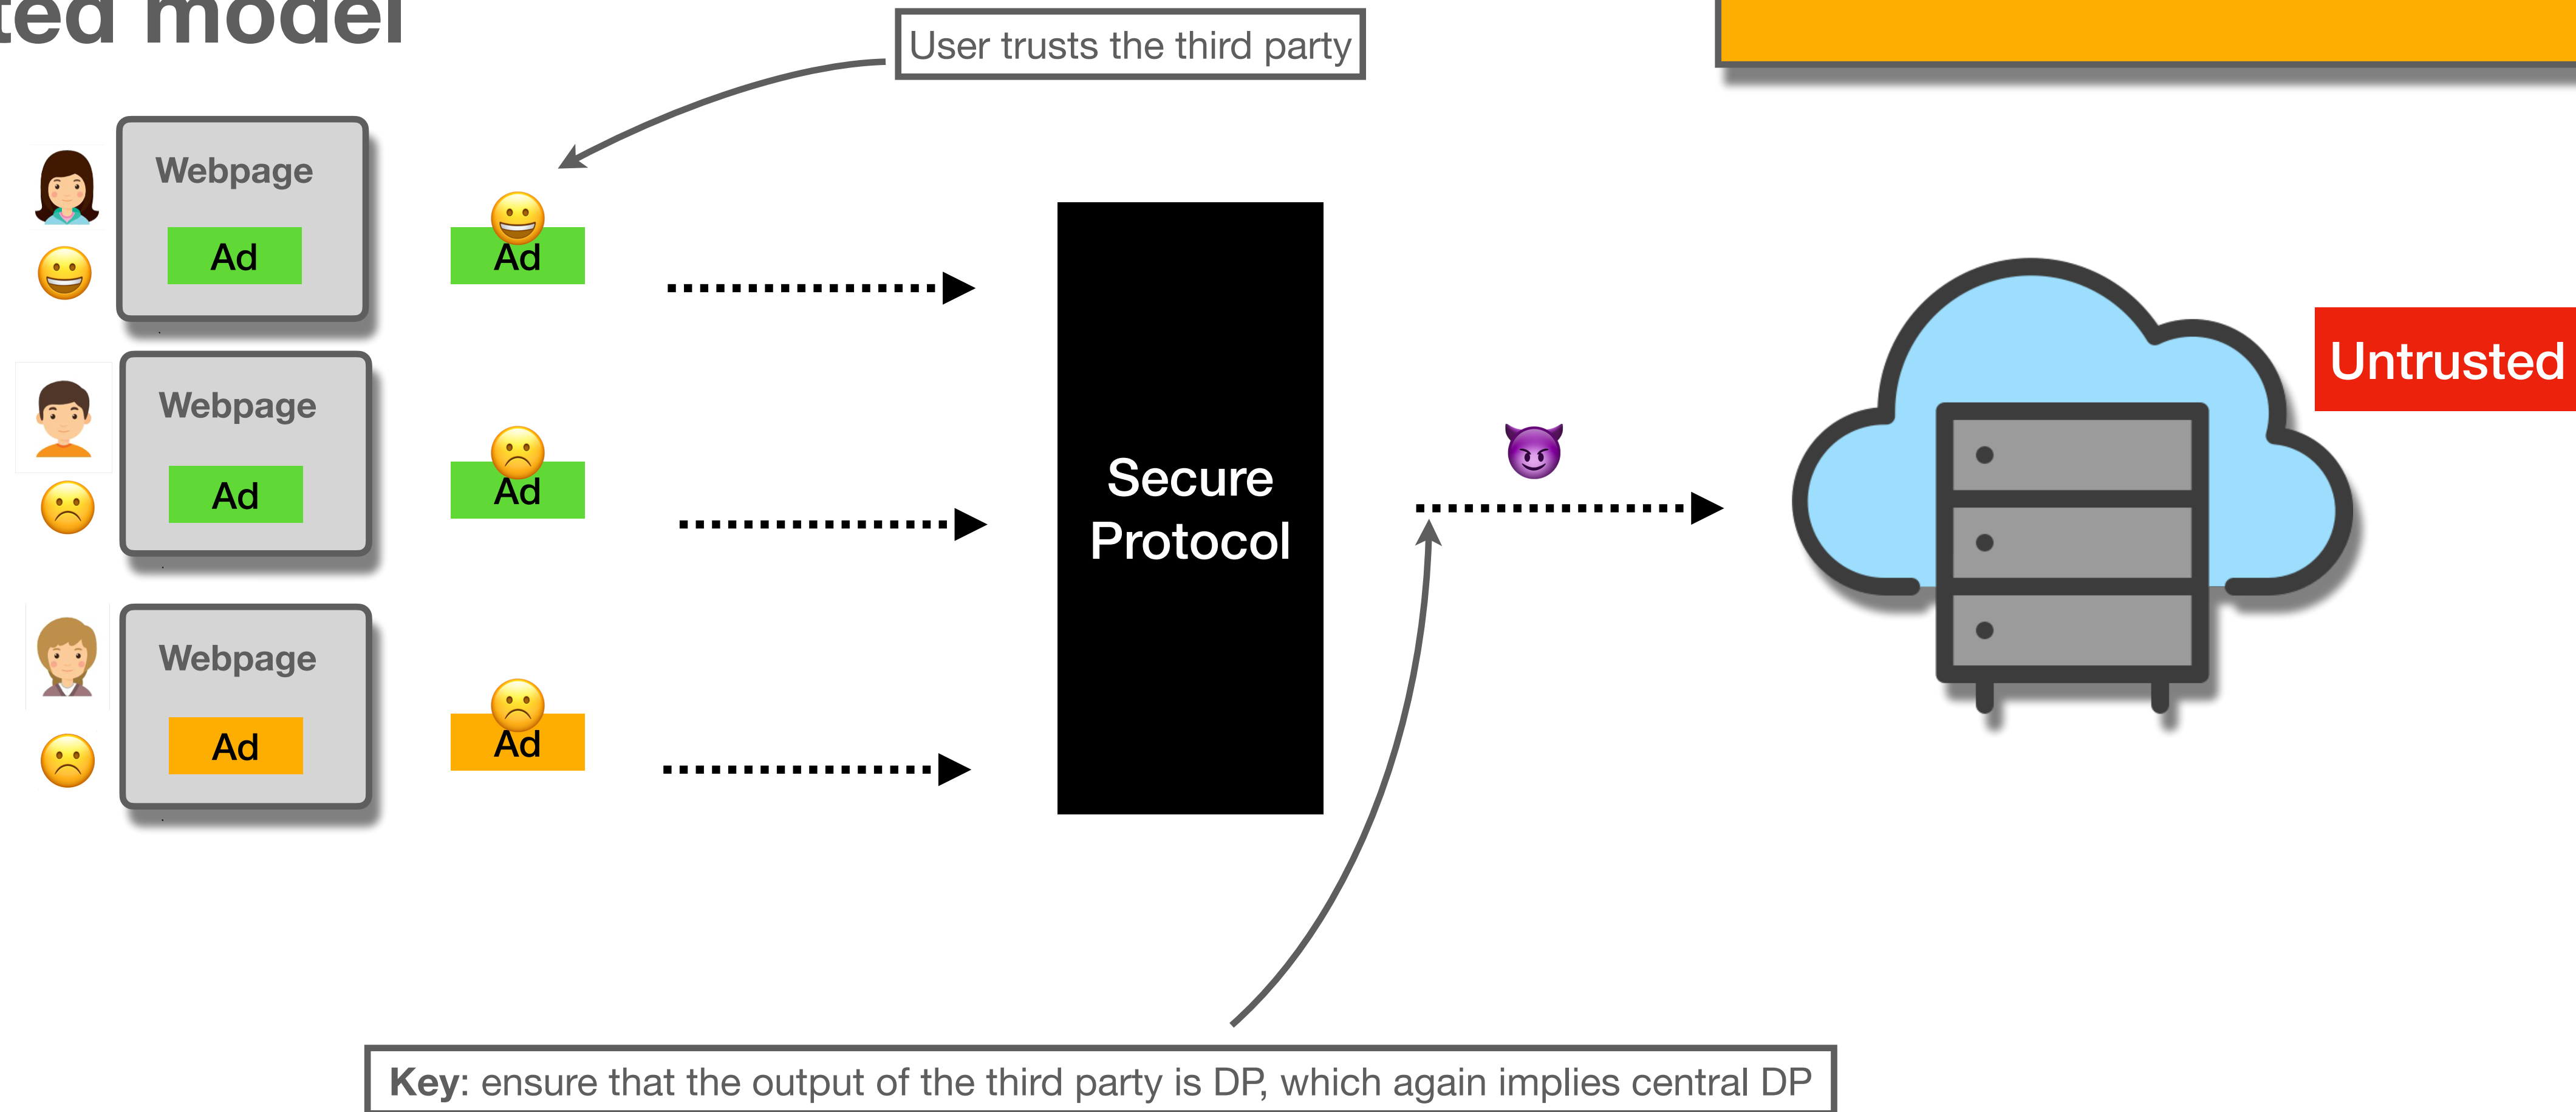 ted model
User trusts the third party
Webpage
Ad
Ad
Webpage
Ad
Ad
Webpage
Ad
Ad
Secure
Protocol
Untrusted
Key: ensure that the output of the third party is DP, which again implies central DP